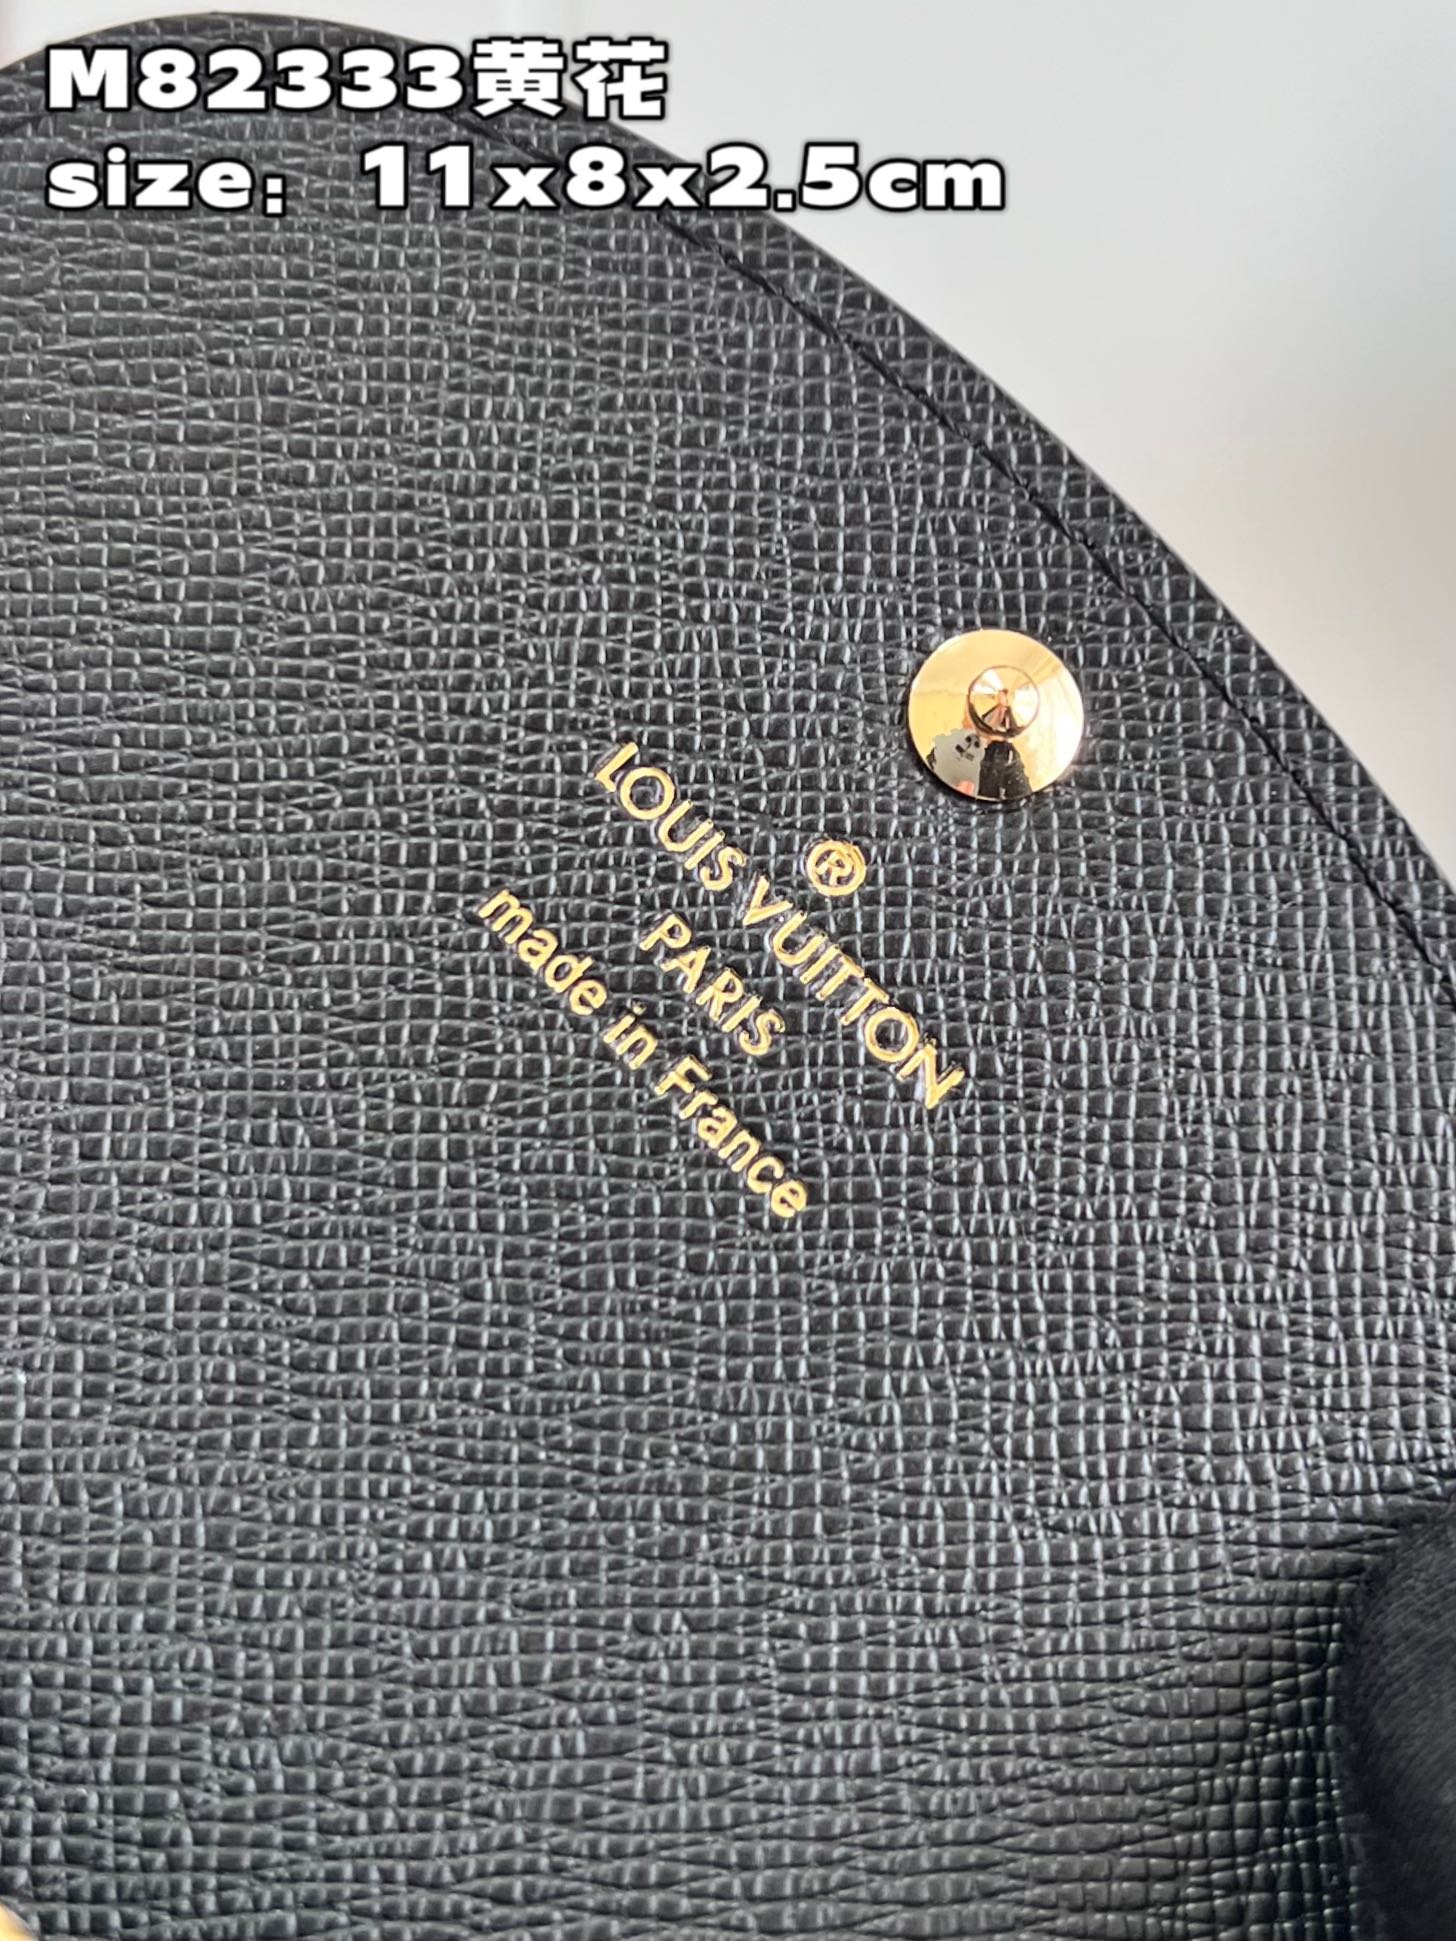 M82333黄花
size：11x8x2.5cm
®
LOUIS VUITTON
PARIS
made in France